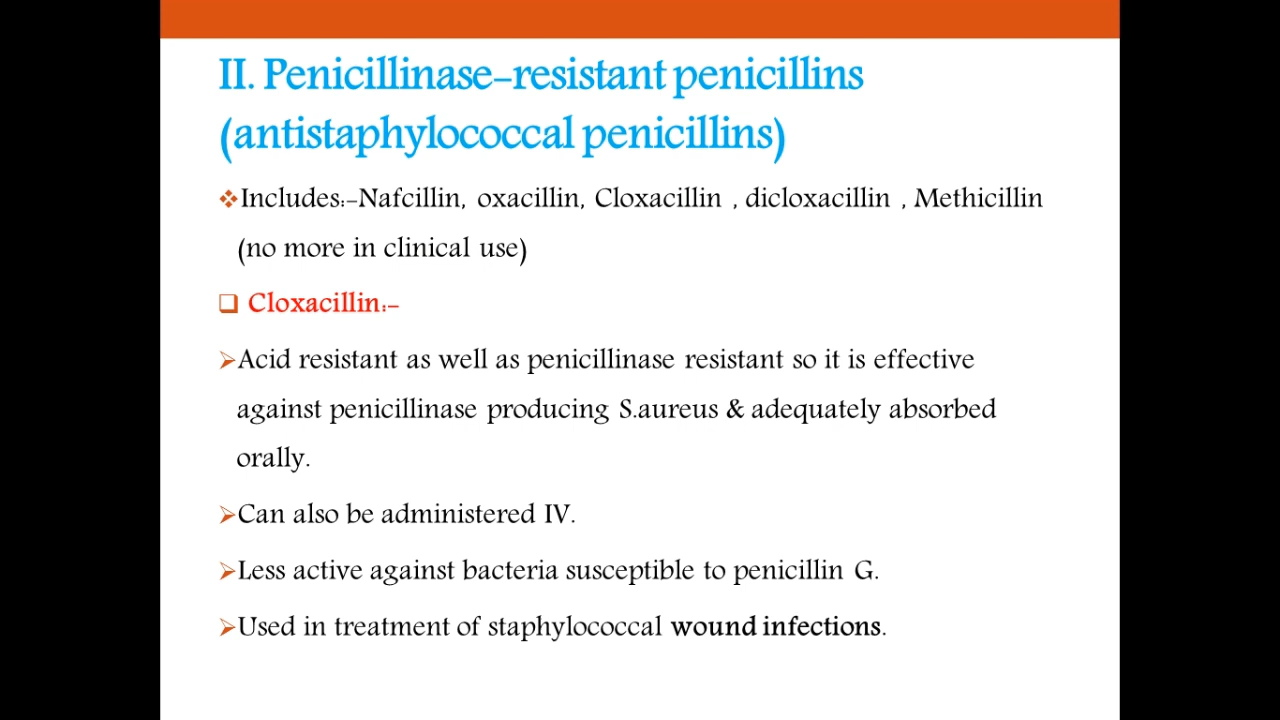 II. Penicillinase-resistant penicillins
(antistaphylococcal penicillins)
Includes:-Nafcillin, oxacillin, Cloxacillin , dicloxacillin , Methicillin
(no more in clinical use)
Cloxacillin:-
Acid resistant as well as penicillinase resistant so it is effective
against penicillinase producing S.aureus & adequately absorbed
orally.
Can also be administered IV.
Less active against bacteria susceptible to penicillin G.
Used in treatment of staphylococcal wound infections.